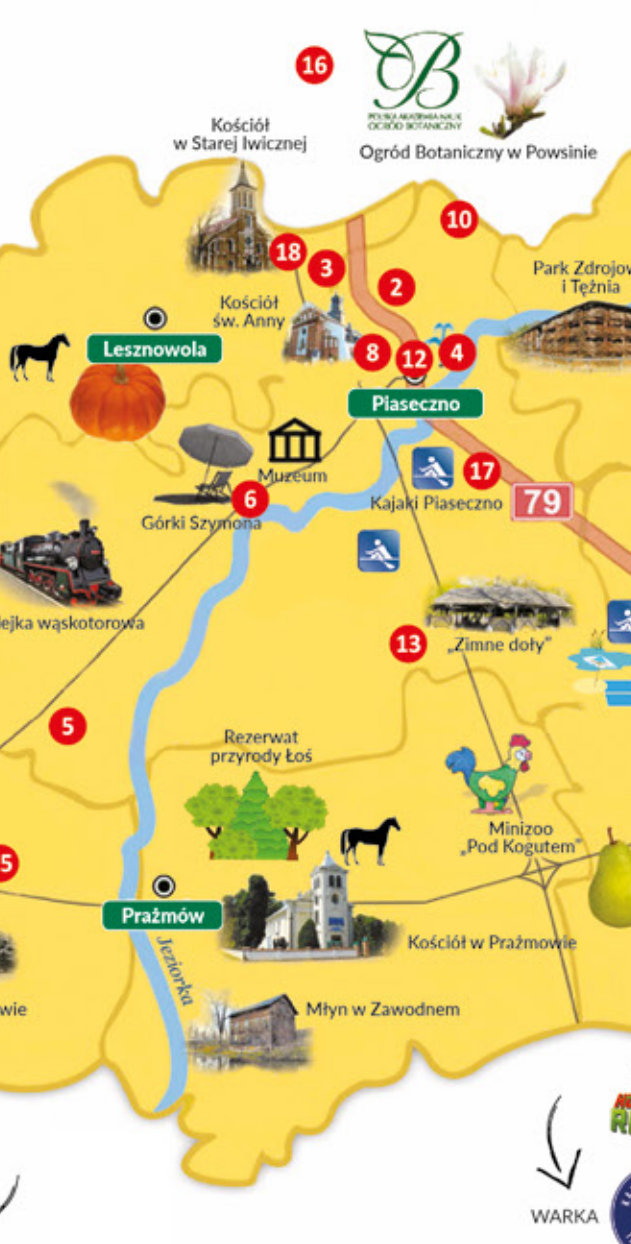 16
B
POLSKA AKADEMIA NAUK
OGRÓD BOTANICZNY
Ogród Botaniczny w Powsinie
Kościół
w Starej Iwicznej
10
18
3
2
Park Zdrojow
i Tężnia
Kościół
św. Anny
Lesznowola
8
12
4
Piaseczno
Muzeum
6
Górki Szymona
17
Kajaki Piaseczno
79
lejka wąskotorowa
13
„Zimne doły”
5
Rezerwat
przyrody Łoś
Minizoo
„Pod Kogutem”
5
Prażmów
Kościół w Prażmowie
Jeziorka
wie
Młyn w Zawodnem
WARKA